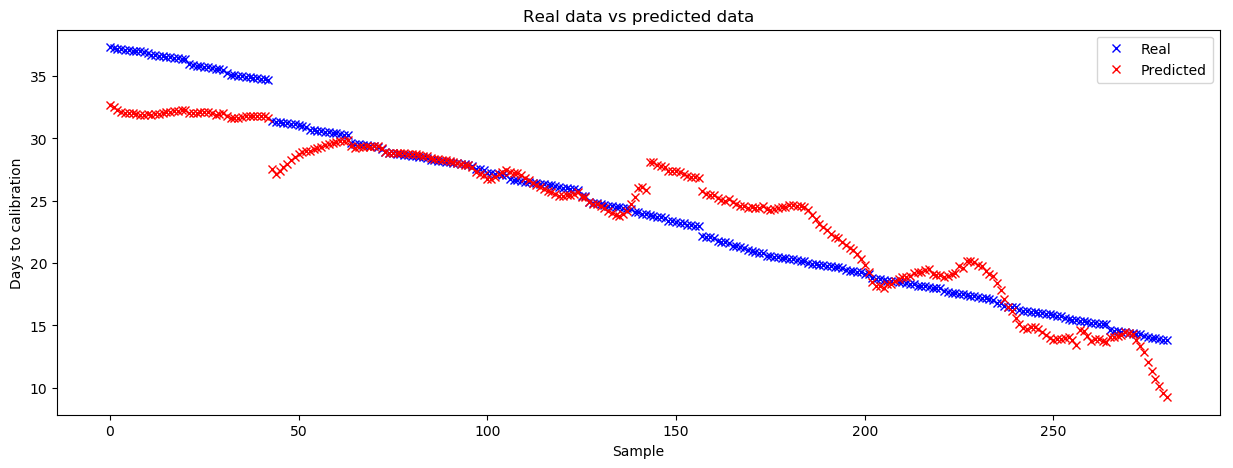 Real data vs predicted data
Real
Predicted
Days to calibration
35
30
25
20
15
10
0
50
100
150
200
250
Sample